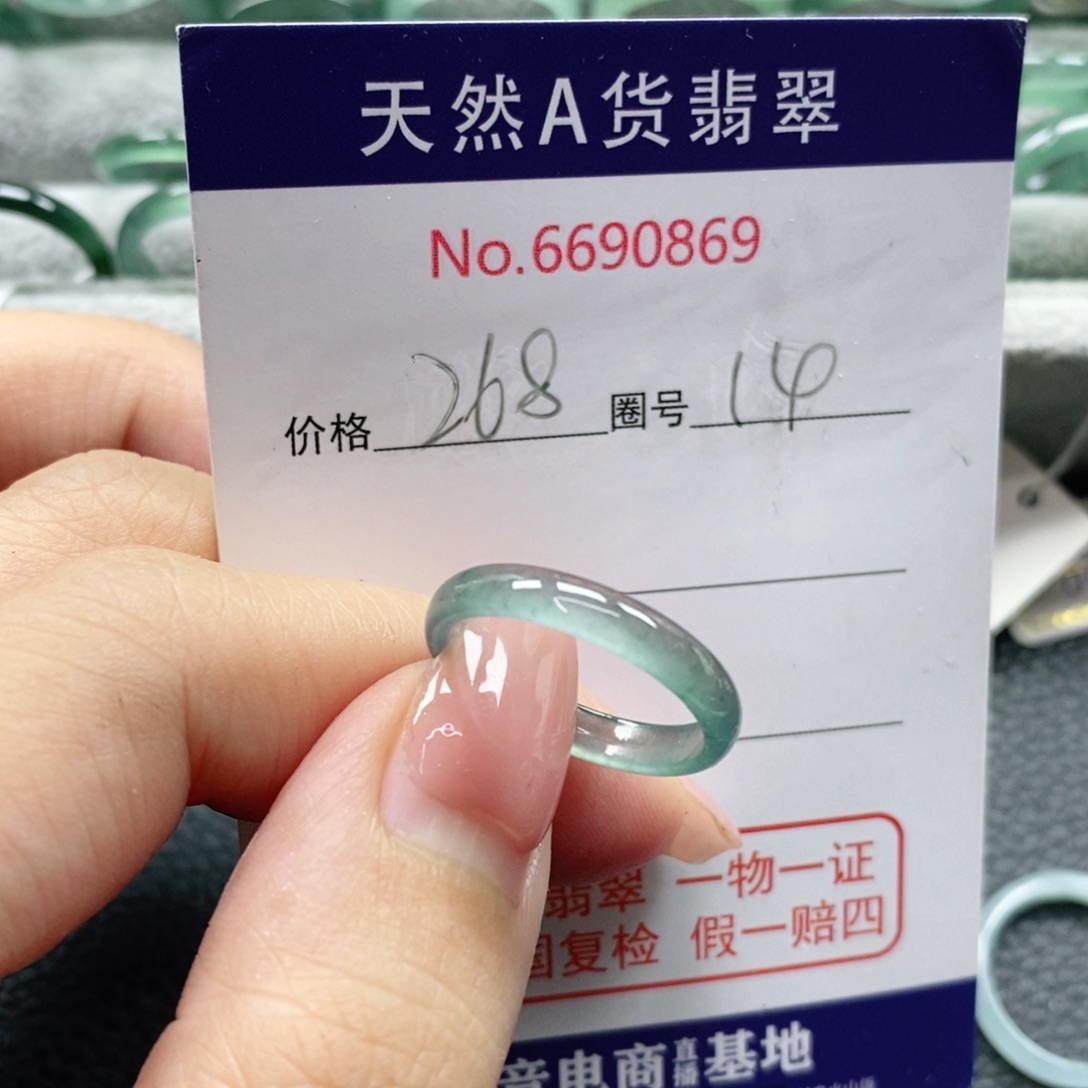 天然A货翡翠
No.6690869
价格 268 圈号 14
翡翠 一物一证
国复检 假一赔四
音电商直播基地